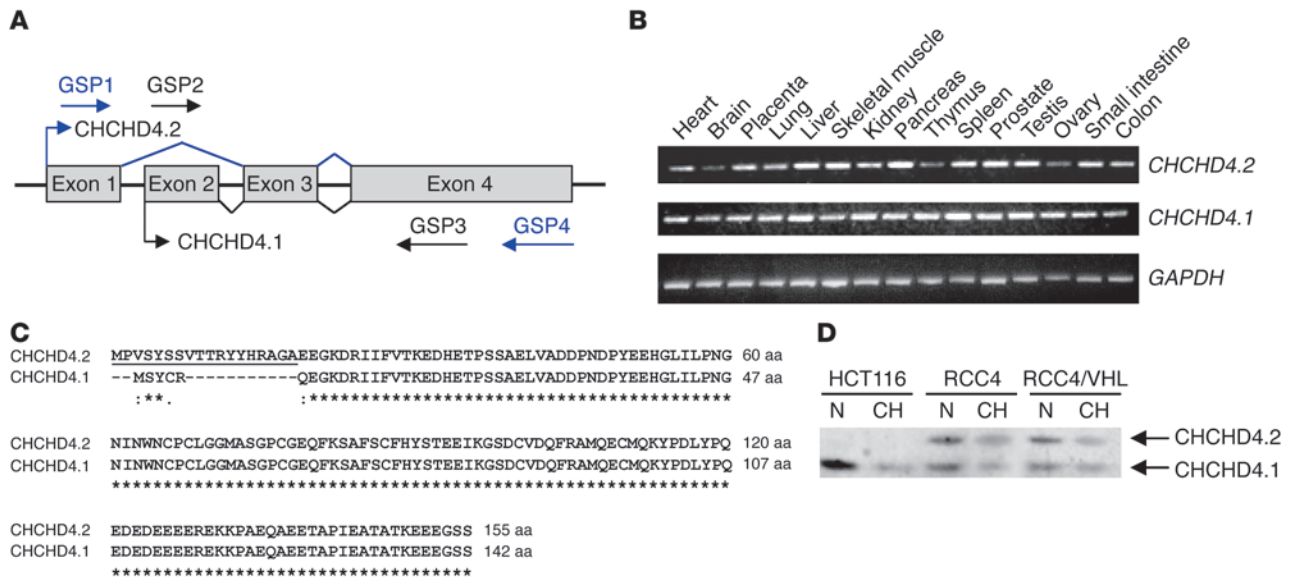 A
GSP1 GSP2
CHCHD4.2
Exon 1 Exon 2 Exon 3 Exon 4
CHCHD4.1
GSP3 GSP4
B
Heart Brain Placenta Lung Liver Skeletal muscle Kidney Pancreas Thymus Spleen Prostate Testis Ovary Small intestine Colon
CHCHD4.2
CHCHD4.1
GAPDH
C
CHCHD4.2 MPVSYSSVTTRYYHRAGAEEGKDRIIFVTKEDHETPSSAELVADDPNDPYEEHGLILPNG 60 aa
CHCHD4.1 --MSYCR-----------QEGKDRIIFVTKEDHETPSSAELVADDPNDPYEEHGLILPNG 47 aa
:**. :*****************************************
CHCHD4.2 NINWNCPCLGGMASGPCGEQFKSAFSCFHYSTEEIKGSDCVDQFRAMQECMQKYPDLYPQ 120 aa
CHCHD4.1 NINWNCPCLGGMASGPCGEQFKSAFSCFHYSTEEIKGSDCVDQFRAMQECMQKYPDLYPQ 107 aa
************************************************************
CHCHD4.2 EDEDEEEEREKKPAEQAEETAPIEATATKEEEGSS 155 aa
CHCHD4.1 EDEDEEEEREKKPAEQAEETAPIEATATKEEEGSS 142 aa
***********************************
D
HCT116 RCC4 RCC4/VHL
N CH N CH N CH
CHCHD4.2
CHCHD4.1